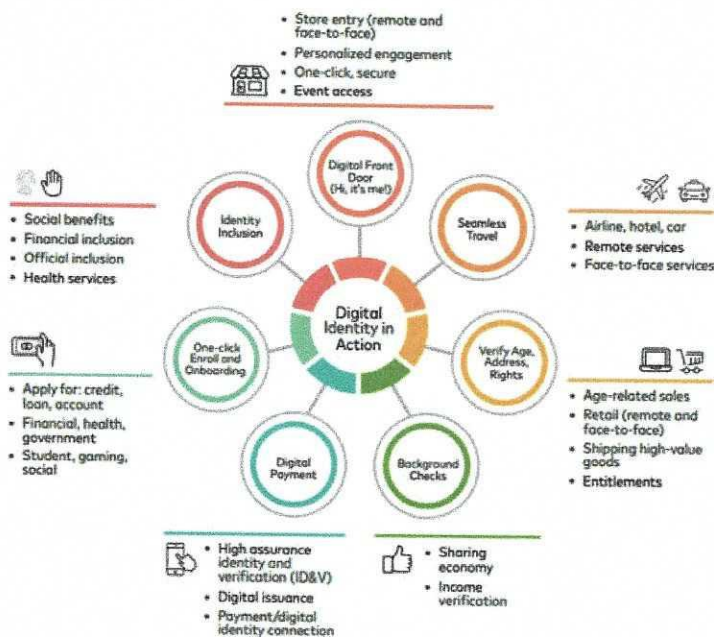 • Store entry (remote and
face-to-face)
• Personalized engagement
• One-click, secure
• Event access
Digital Front
Door
(Hi, it's me!)
Identity
Inclusion
Seamless
Travel
• Social benefits
• Financial inclusion
• Official inclusion
• Health services
• Airline, hotel, car
• Remote services
• Face-to-face services
Digital
Identity in
Action
One-click
Enroll and
Onboarding
Verify Age,
Address,
Rights
• Apply for: credit,
loan, account
• Financial, health,
government
• Student, gaming,
social
• Age-related sales
• Retail (remote and
face-to-face)
• Shipping high-value
goods
• Entitlements
Digital
Payment
Background
Checks
• High assurance
identity and
verification (ID&V)
• Digital issuance
• Payment/digital
identity connection
• Sharing
economy
• Income
verification